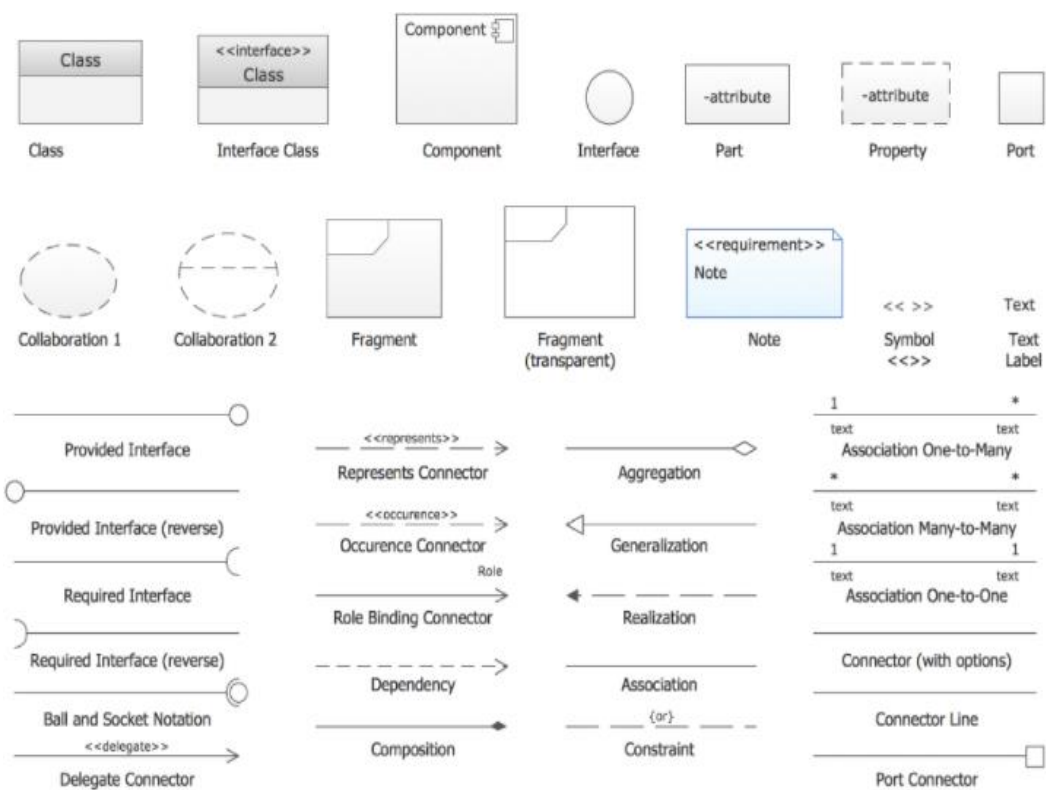 Class
<<interface>>
Class
Component
-attribute
-attribute
Class
Interface Class
Component
Interface
Part
Property
Port
<<requirement>>
Note
<< >>
Text
Collaboration 1
Collaboration 2
Fragment
Fragment
(transparent)
Note
Symbol
<<>>
Text
Label
Provided Interface
Provided Interface (reverse)
Required Interface
Required Interface (reverse)
Ball and Socket Notation
<<delegate>>
Delegate Connector
<<represents>>
Represents Connector
<<occurence>>
Occurence Connector
Role
Role Binding Connector
Dependency
Composition
Aggregation
Generalization
Realization
Association
{or}
Constraint
1 *
text text
Association One-to-Many
* *
text text
Association Many-to-Many
1 1
text text
Association One-to-One
Connector (with options)
Connector Line
Port Connector